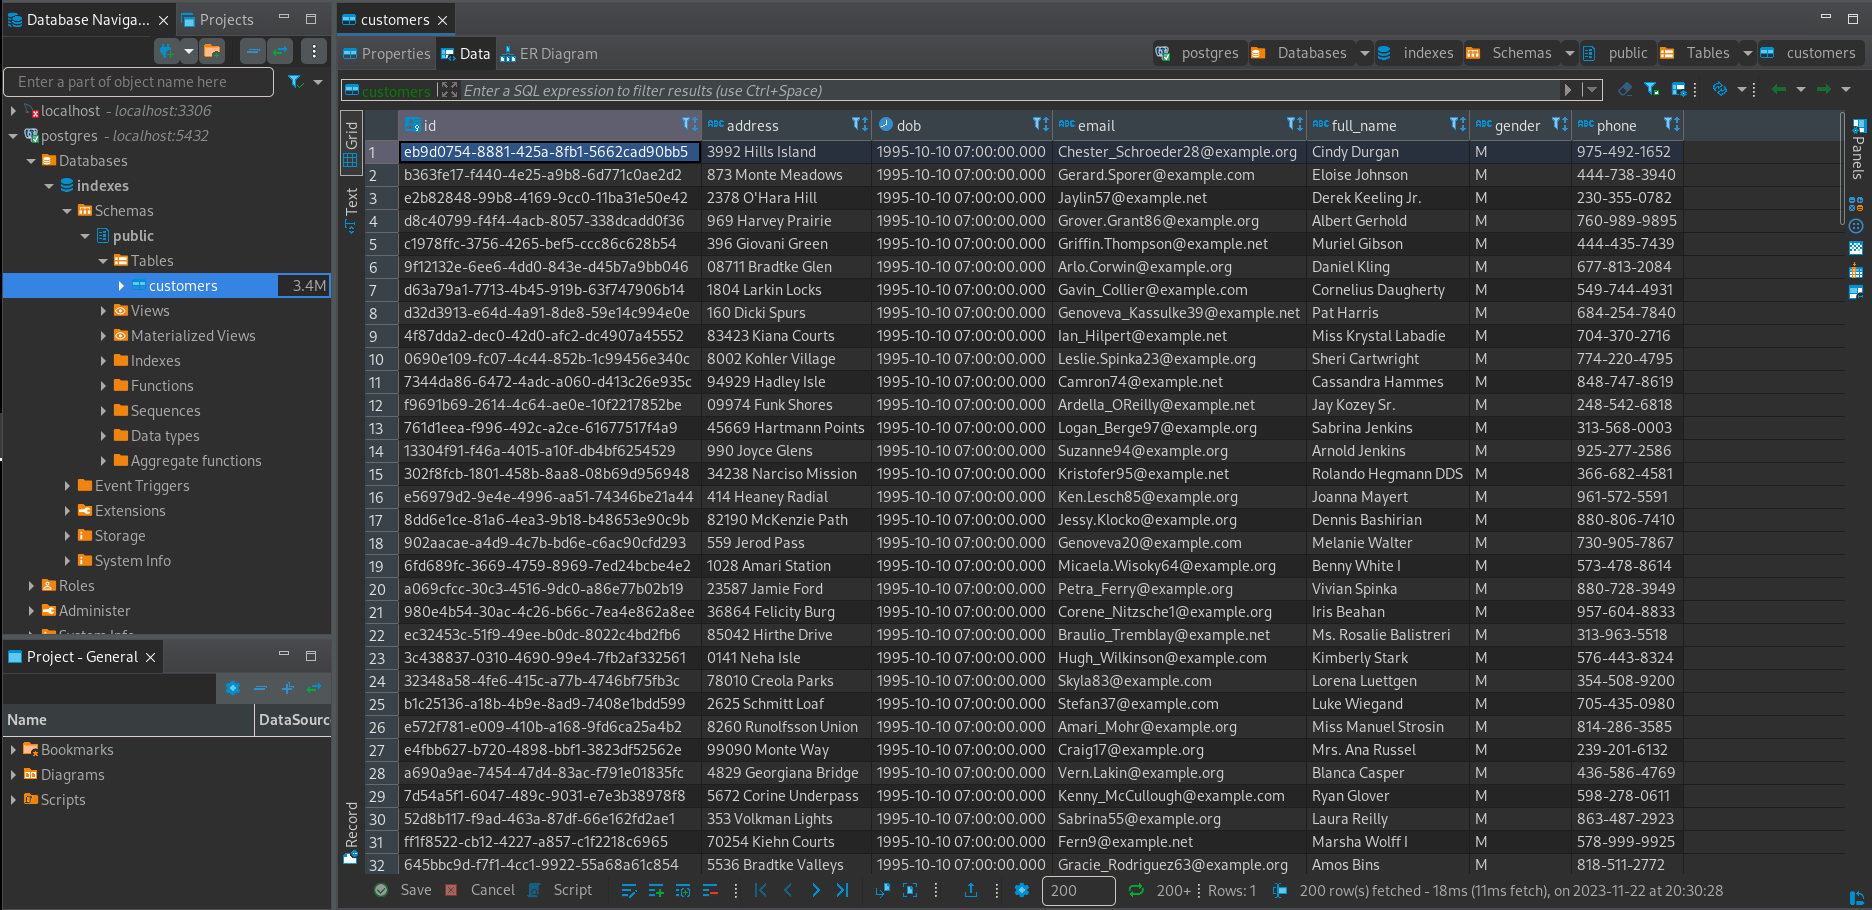 Database Naviga...
Projects
Enter a part of object name here
localhost - localhost:3306
postgres - localhost:5432
Databases
indexes
Schemas
public
Tables
customers 3.4M
Views
Materialized Views
Indexes
Functions
Sequences
Data types
Aggregate functions
Event Triggers
Extensions
Storage
System Info
Roles
Administer
System Info
Project - General
Name DataSourc
Bookmarks
Diagrams
Scripts
customers
Properties Data ER Diagram postgres Databases indexes Schemas public Tables customers
customers Enter a SQL expression to filter results (use Ctrl+Space)
Grid
Text
Record
Panels
id address dob email full_name gender phone
1 eb9d0754-8881-425a-8fb1-5662cad90bb5 3992 Hills Island 1995-10-10 07:00:00.000 Chester_Schroeder28@example.org Cindy Durgan M 975-492-1652
2 b363fe17-f440-4e25-a9b8-6d771c0ae2d2 873 Monte Meadows 1995-10-10 07:00:00.000 Gerard.Sporer@example.com Eloise Johnson M 444-738-3940
3 e2b82848-99b8-4169-9cc0-11ba31e50e42 2378 O'Hara Hill 1995-10-10 07:00:00.000 Jaylin57@example.net Derek Keeling Jr. M 230-355-0782
4 d8c40799-f4f4-4acb-8057-338dcadd0f36 969 Harvey Prairie 1995-10-10 07:00:00.000 Grover.Grant86@example.org Albert Gerhold M 760-989-9895
5 c1978ffc-3756-4265-bef5-ccc86c628b54 396 Giovani Green 1995-10-10 07:00:00.000 Griffin.Thompson@example.net Muriel Gibson M 444-435-7439
6 9f12132e-6ee6-4dd0-843e-d45b7a9bb046 08711 Bradtke Glen 1995-10-10 07:00:00.000 Arlo.Corwin@example.org Daniel Kling M 677-813-2084
7 d63a79a1-7713-4b45-919b-63f747906b14 1804 Larkin Locks 1995-10-10 07:00:00.000 Gavin_Collier@example.com Cornelius Daugherty M 549-744-4931
8 d32d3913-e64d-4a91-8de8-59e14c994e0e 160 Dicki Spurs 1995-10-10 07:00:00.000 Genoveva_Kassulke39@example.net Pat Harris M 684-254-7840
9 4f87dda2-dec0-42d0-afc2-dc4907a45552 83423 Kiana Courts 1995-10-10 07:00:00.000 Ian_Hilpert@example.net Miss Krystal Labadie M 704-370-2716
10 0690e109-fc07-4c44-852b-1c99456e340c 8002 Kohler Village 1995-10-10 07:00:00.000 Leslie.Spinka23@example.org Sheri Cartwright M 774-220-4795
11 7344da86-6472-4adc-a060-d413c26e935c 94929 Hadley Isle 1995-10-10 07:00:00.000 Camron74@example.net Cassandra Hammes M 848-747-8619
12 f9691b69-2614-4c64-ae0e-10f2217852be 09974 Funk Shores 1995-10-10 07:00:00.000 Ardella_OReilly@example.net Jay Kozey Sr. M 248-542-6818
13 761d1eea-f996-492c-a2ce-61677517f4a9 45669 Hartmann Points 1995-10-10 07:00:00.000 Logan_Berge97@example.org Sabrina Jenkins M 313-568-0003
14 13304f91-f46a-4015-a10f-db4bf6254529 990 Joyce Glens 1995-10-10 07:00:00.000 Suzanne94@example.org Arnold Jenkins M 925-277-2586
15 302f8fcb-1801-458b-8aa8-08b69d956948 34238 Narciso Mission 1995-10-10 07:00:00.000 Kristofer95@example.net Rolando Hegmann DDS M 366-682-4581
16 e56979d2-9e4e-4996-aa51-74346be21a44 414 Heaney Radial 1995-10-10 07:00:00.000 Ken.Lesch85@example.org Joanna Mayert M 961-572-5591
17 8dd6e1ce-81a6-4ea3-9b18-b48653e90c9b 82190 McKenzie Path 1995-10-10 07:00:00.000 Jessy.Klocko@example.org Dennis Bashirian M 880-806-7410
18 902aacae-a4d9-4c7b-bd6e-c6ac90cfd293 559 Jerod Pass 1995-10-10 07:00:00.000 Genoveva20@example.com Melanie Walter M 730-905-7867
19 6fd689fc-3669-4759-8969-7ed24bcbe4e2 1028 Amari Station 1995-10-10 07:00:00.000 Micaela.Wisoky64@example.org Benny White I M 573-478-8614
20 a069cfcc-30c3-4516-9dc0-a86e77b02b19 23587 Jamie Ford 1995-10-10 07:00:00.000 Petra_Ferry@example.org Vivian Spinka M 880-728-3949
21 980e4b54-30ac-4c26-b66c-7ea4e862a8ee 36864 Felicity Burg 1995-10-10 07:00:00.000 Corene_Nitzsche1@example.org Iris Beahan M 957-604-8833
22 ec32453c-51f9-49ee-b0dc-8022c4bd2fb6 85042 Hirthe Drive 1995-10-10 07:00:00.000 Braulio_Tremblay@example.net Ms. Rosalie Balistreri M 313-963-5518
23 3c438837-0310-4690-99e4-7fb2af332561 0141 Neha Isle 1995-10-10 07:00:00.000 Hugh_Wilkinson@example.com Kimberly Stark M 576-443-8324
24 32348a58-4fe6-415c-a77b-4746bf75fb3c 78010 Creola Parks 1995-10-10 07:00:00.000 Skyla83@example.com Lorena Luettgen M 354-508-9200
25 b1c25136-a18b-4b9e-8ad9-7408e1bdd599 2625 Schmitt Loaf 1995-10-10 07:00:00.000 Stefan37@example.com Luke Wiegand M 705-435-0980
26 e572f781-e009-410b-a168-9fd6ca25a4b2 8260 Runolfsson Union 1995-10-10 07:00:00.000 Amari_Mohr@example.org Miss Manuel Strosin M 814-286-3585
27 e4fbb627-b720-4898-bbf1-3823df52562e 99090 Monte Way 1995-10-10 07:00:00.000 Craig17@example.org Mrs. Ana Russel M 239-201-6132
28 a690a9ae-7454-47d4-83ac-f791e01835fc 4829 Georgiana Bridge 1995-10-10 07:00:00.000 Vern.Lakin@example.org Blanca Casper M 436-586-4769
29 7d54a5f1-6047-489c-9031-e7e3b38978f8 5672 Corine Underpass 1995-10-10 07:00:00.000 Kenny_McCullough@example.com Ryan Glover M 598-278-0611
30 52d8b117-f9ad-463a-87df-66e162fd2ae1 353 Volkman Lights 1995-10-10 07:00:00.000 Sabrina55@example.org Laura Reilly M 863-487-2923
31 ff1f8522-cb12-4227-a857-c1f2218c6965 70254 Kiehn Courts 1995-10-10 07:00:00.000 Fern9@example.net Marsha Wolff I M 578-999-9925
32 645bbc9d-f7f1-4cc1-9922-55a68a61c854 5536 Bradtke Valleys 1995-10-10 07:00:00.000 Gracie_Rodriguez63@example.org Amos Bins M 818-511-2772
Save Cancel Script 200 200+ Rows: 1 200 row(s) fetched - 18ms (11ms fetch), on 2023-11-22 at 20:30:28